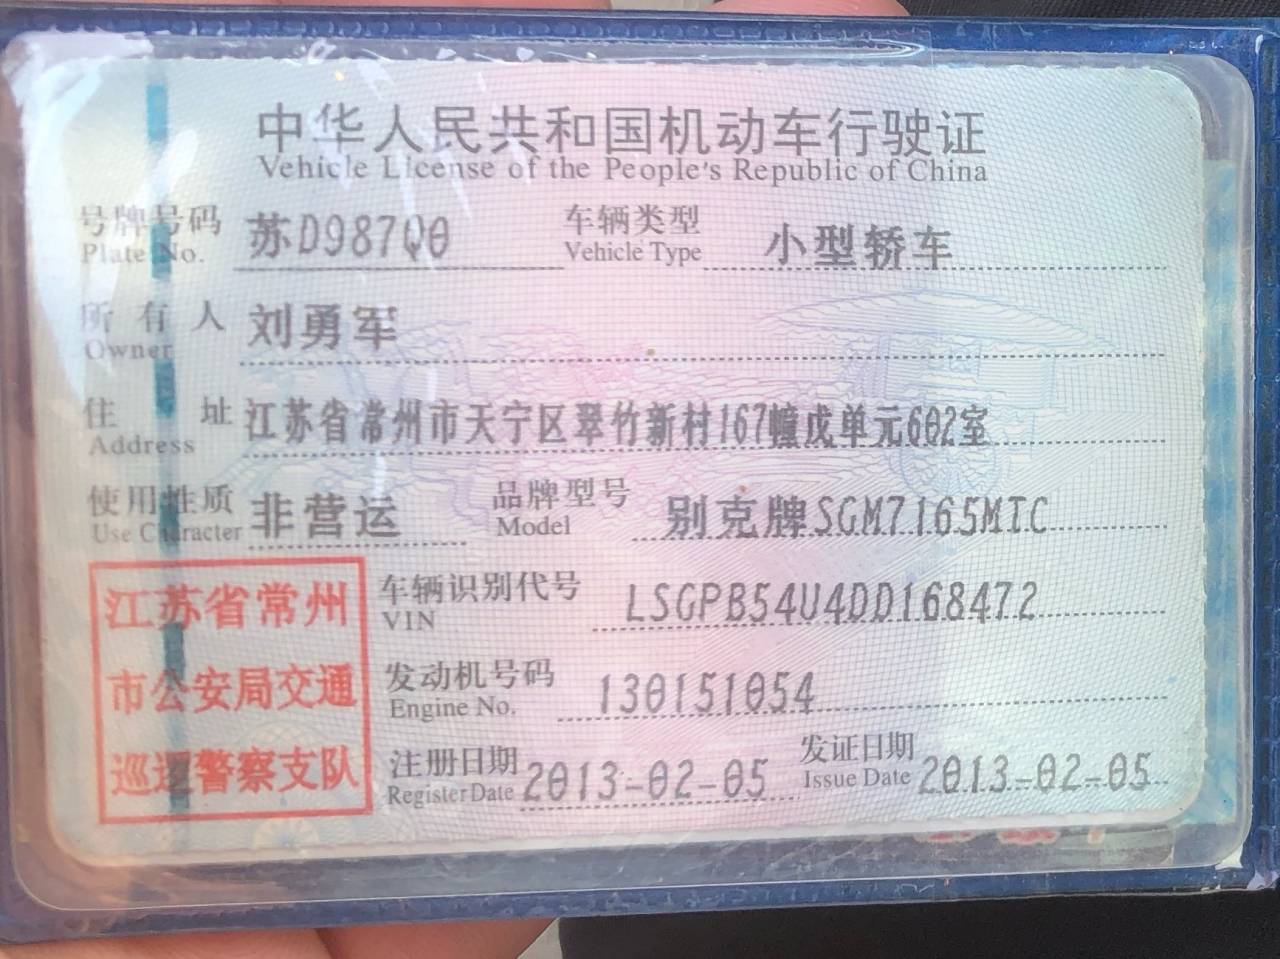 中华人民共和国机动车行驶证
Vehicle License of the People's Republic of China
号牌号码 苏D987Q0 车辆类型 小型轿车
Plate No. Vehicle Type
所有人 刘勇军
Owner
住址 江苏省常州市天宁区翠竹新村167幢戊单元602室
Address
使用性质 非营运 品牌型号 别克牌SGM7165MTC
Use Character Model
江苏省常州
市公安局交通
巡逻警察支队
车辆识别代号 LSGPB54U4DD168472
VIN
发动机号码 130151054
Engine No.
注册日期 2013-02-05 发证日期 2013-02-05
Register Date Issue Date